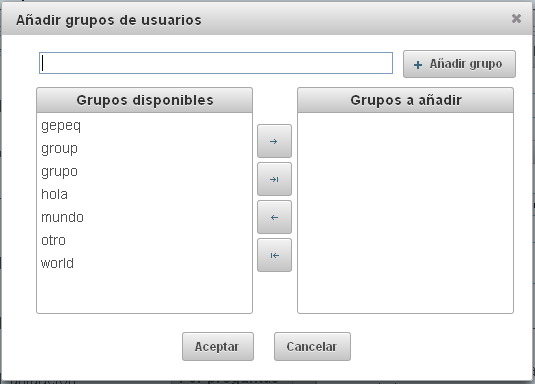 Añadir grupos de usuarios
+ Añadir grupo
Grupos disponibles
Grupos a añadir
gepeq
group
grupo
hola
mundo
otro
world
Aceptar
Cancelar